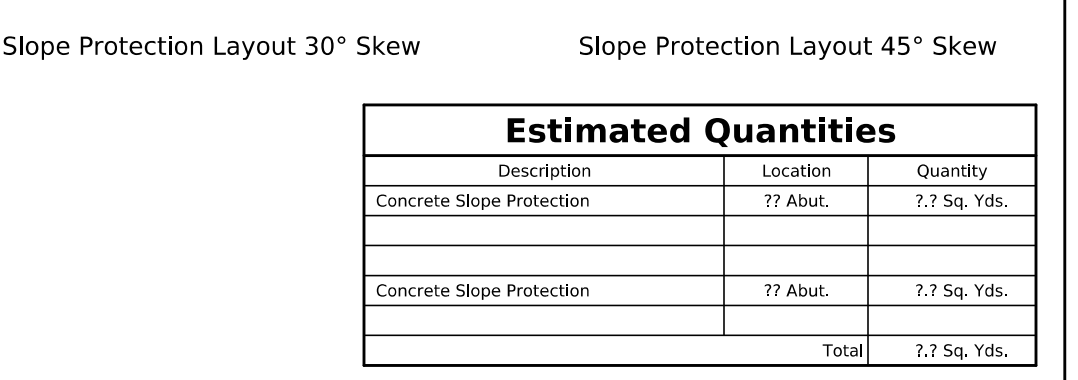 Slope Protection Layout 30° Skew
Slope Protection Layout 45° Skew
Estimated Quantities
Description Location Quantity
Concrete Slope Protection ?? Abut. ?.? Sq. Yds.
Concrete Slope Protection ?? Abut. ?.? Sq. Yds.
Total ?.? Sq. Yds.